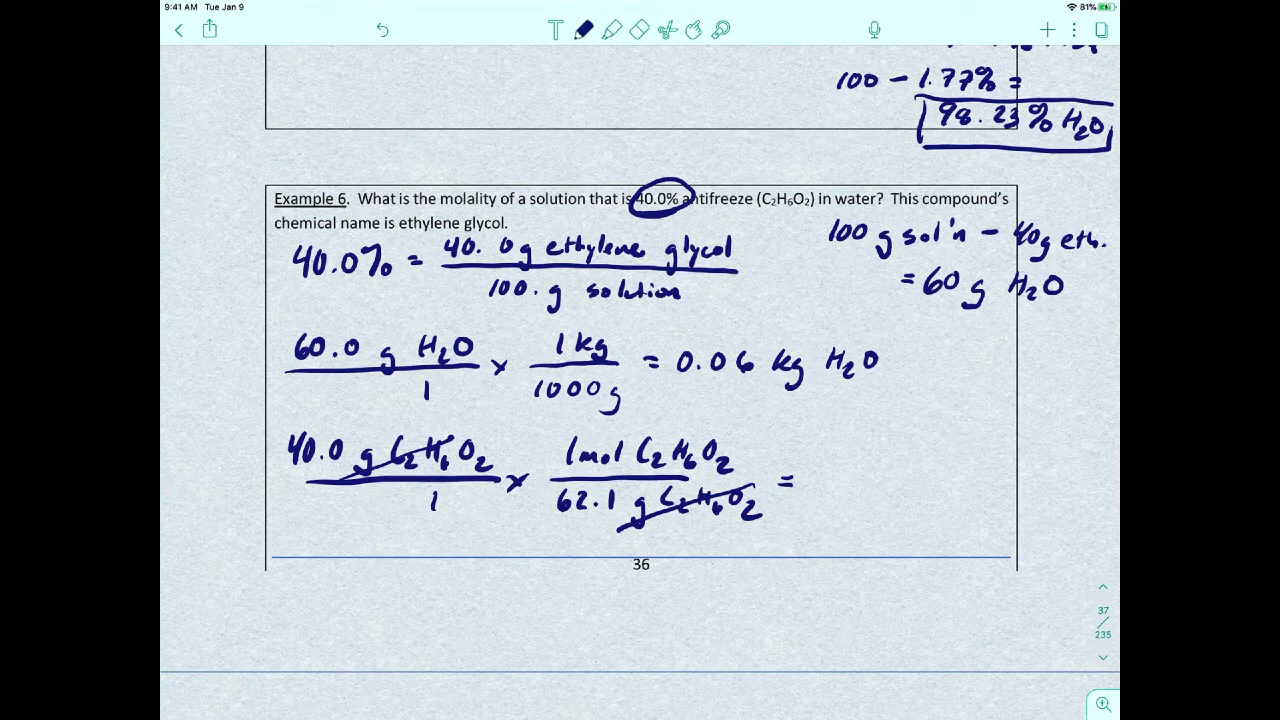 9:41 AM Tue Jan 9
81%
100 - 1.77% =
98.23% H₂O
Example 6. What is the molality of a solution that is 40.0% antifreeze (C₂H₆O₂) in water? This compound's
chemical name is ethylene glycol.
40.0% = 40.0g ethylene glycol / 100. g solution
100 g sol'n - 40g eth.
= 60 g H₂O
60.0 g H₂O / 1 x 1 kg / 1000g = 0.06 kg H₂O
40.0 g C₂H₆O₂ / 1 x 1mol C₂H₆O₂ / 62.1 g C₂H₆O₂ =
36
37
/
235